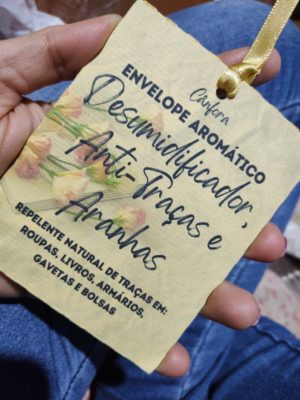 Cânfora
ENVELOPE AROMÁTICO
Desumidificador,
Anti-Traças e
Aranhas
REPELENTE NATURAL DE TRAÇAS EM:
ROUPAS, LIVROS, ARMÁRIOS,
GAVETAS E BOLSAS